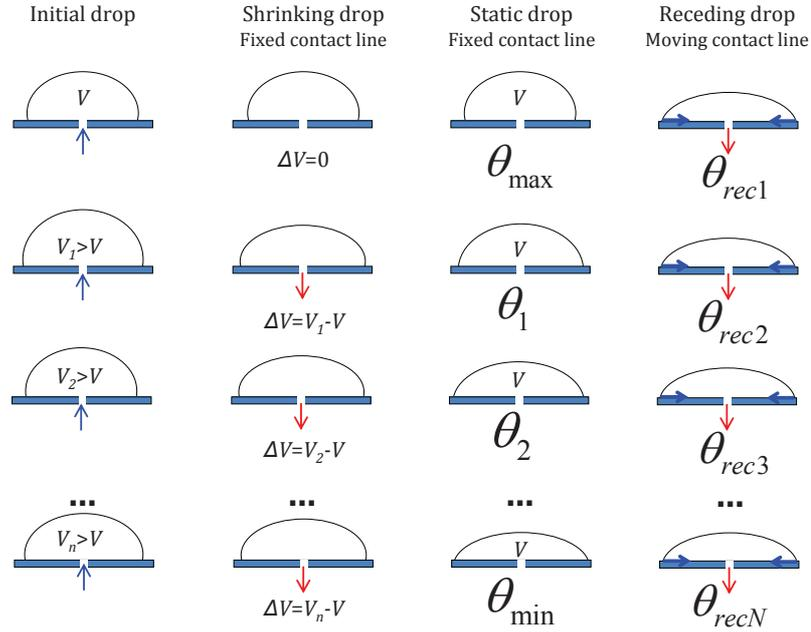 Initial drop
Shrinking drop
Fixed contact line
Static drop
Fixed contact line
Receding drop
Moving contact line
V
V
ΔV=0
θmax
θrec1
V1>V
V
ΔV=V1-V
θ1
θrec2
V2>V
V
ΔV=V2-V
θ2
θrec3
...
...
...
...
Vn>V
V
ΔV=Vn-V
θmin
θrecN